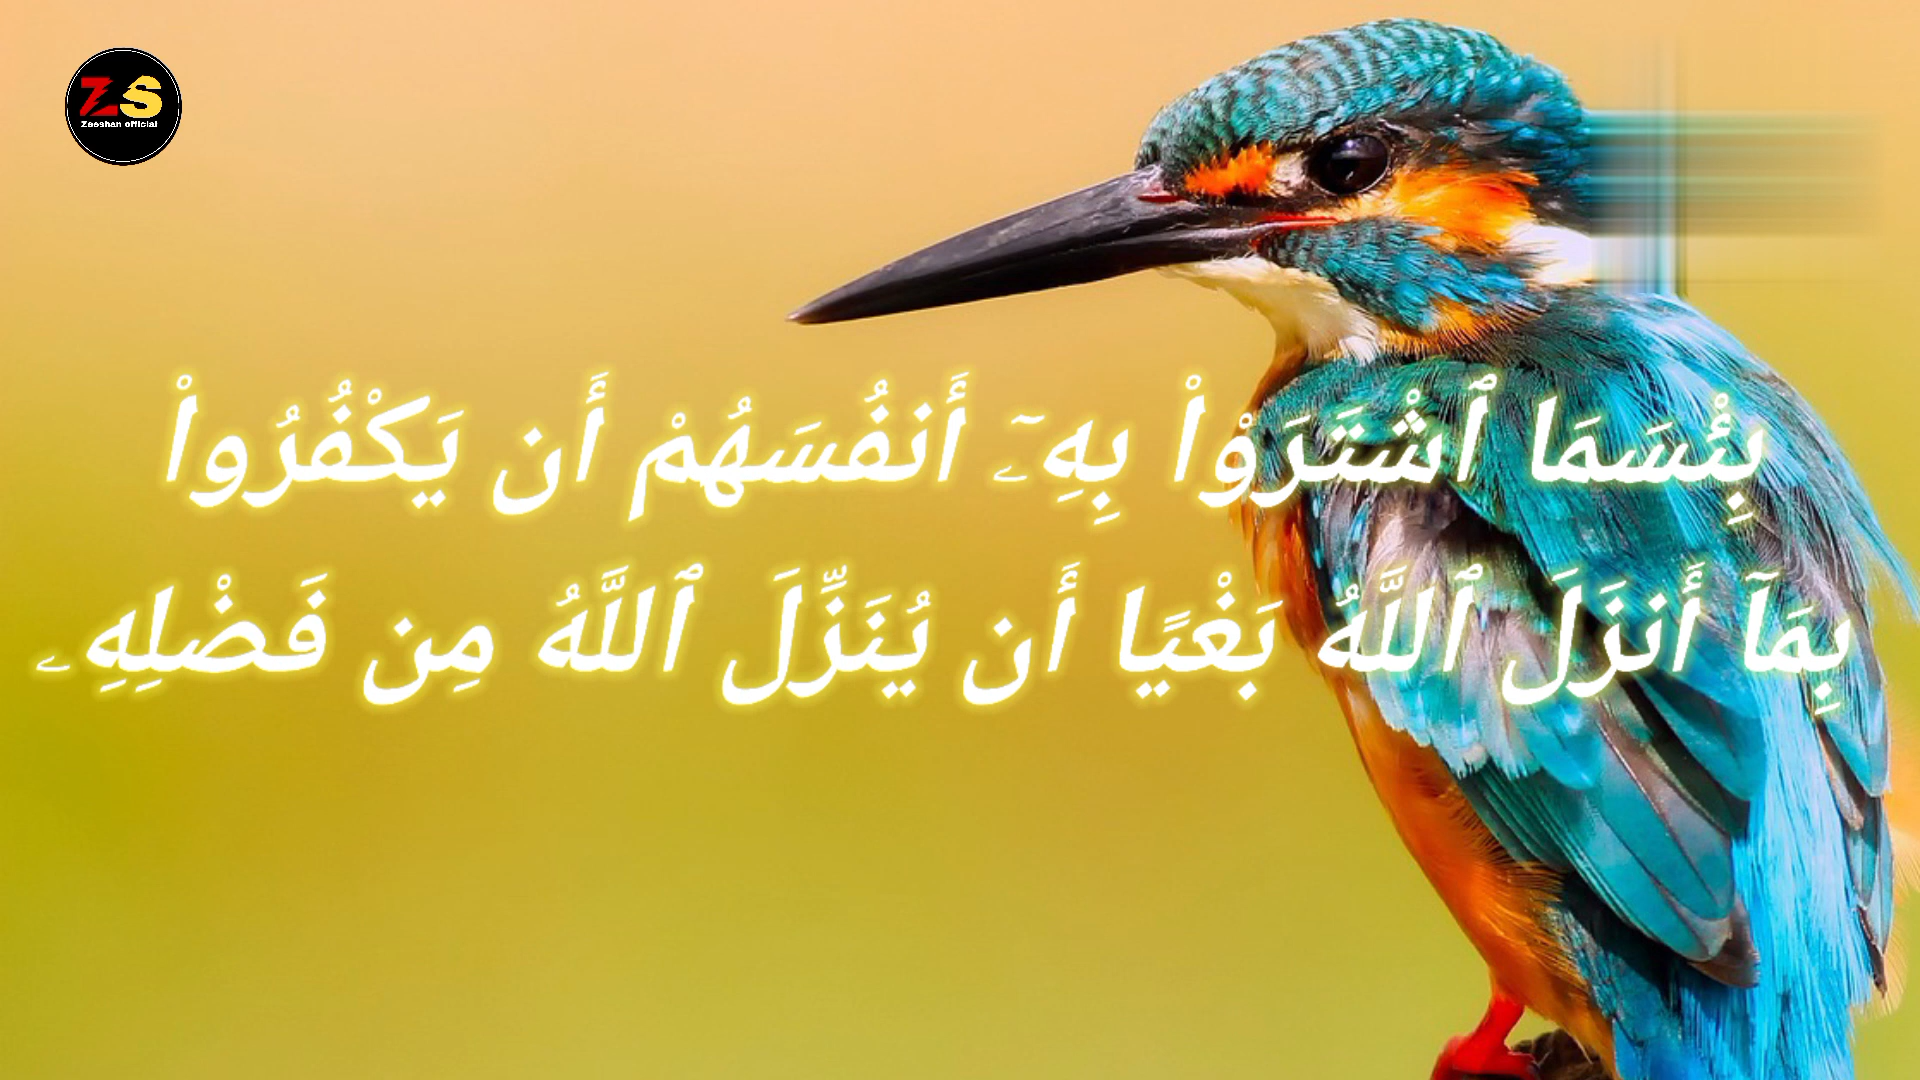 ZS
Zeeshan official
بِئْسَمَا ٱشْتَرَوْا۟ بِهِۦٓ أَنفُسَهُمْ أَن يَكْفُرُوا۟
بِمَآ أَنزَلَ ٱللَّهُ بَغْيًا أَن يُنَزِّلَ ٱللَّهُ مِن فَضْلِهِۦ